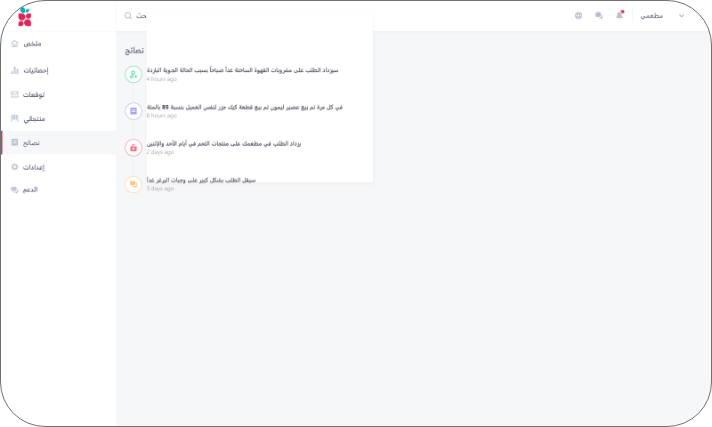 مطعمي
بحث
ملخص
إحصائيات
توقعات
منتجاتي
نصائح
إعدادات
الدعم
نصائح
سيزداد الطلب على مشروبات القهوة الساخنة غداً صباحاً بسبب الحالة الجوية الباردة
4 hours ago
في كل مرة تم بيع عصير ليمون تم بيع قطعة كيك جزر لنفس العميل بنسبة 85 بالمئة
8 hours ago
يزداد الطلب في مطعمك على منتجات اللحم في أيام الأحد والإثنين
2 days ago
سيقل الطلب بشكل كبير على وجبات البرغر غداً
3 days ago